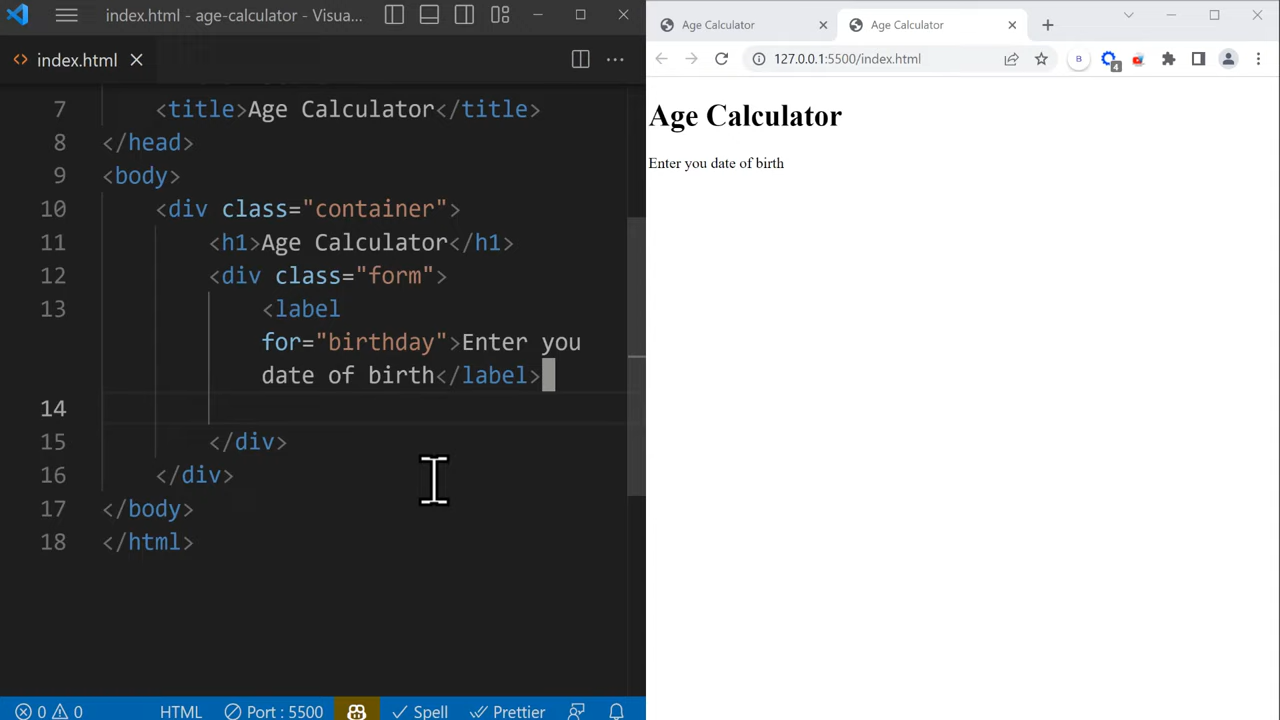 index.html - age-calculator - Visua...
index.html
7 <title>Age Calculator</title>
8 </head>
9 <body>
10 <div class="container">
11 <h1>Age Calculator</h1>
12 <div class="form">
13 <label
for="birthday">Enter you
date of birth</label>
14
15 </div>
16 </div>
17 </body>
18 </html>
0 0 HTML Port : 5500 Spell Prettier
Age Calculator Age Calculator
127.0.0.1:5500/index.html B 4
Age Calculator
Enter you date of birth